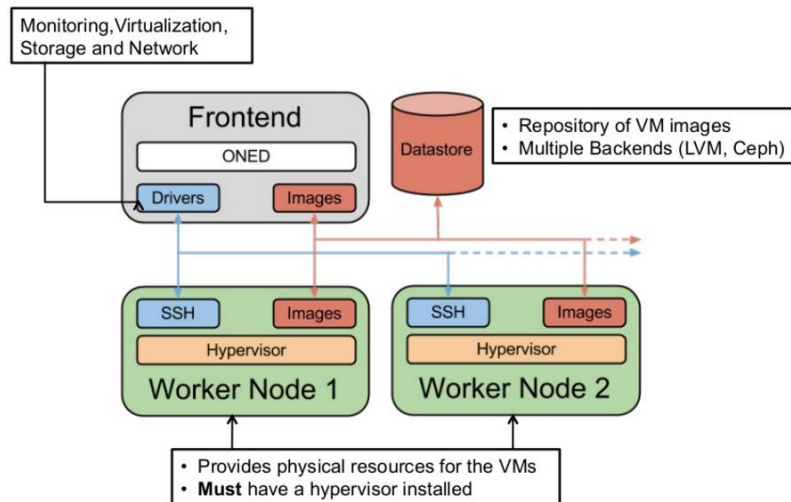 Monitoring,Virtualization,
Storage and Network
Frontend
ONED
Drivers
Images
Datastore
• Repository of VM images
• Multiple Backends (LVM, Ceph)
SSH
Images
Hypervisor
Worker Node 1
SSH
Images
Hypervisor
Worker Node 2
• Provides physical resources for the VMs
• Must have a hypervisor installed